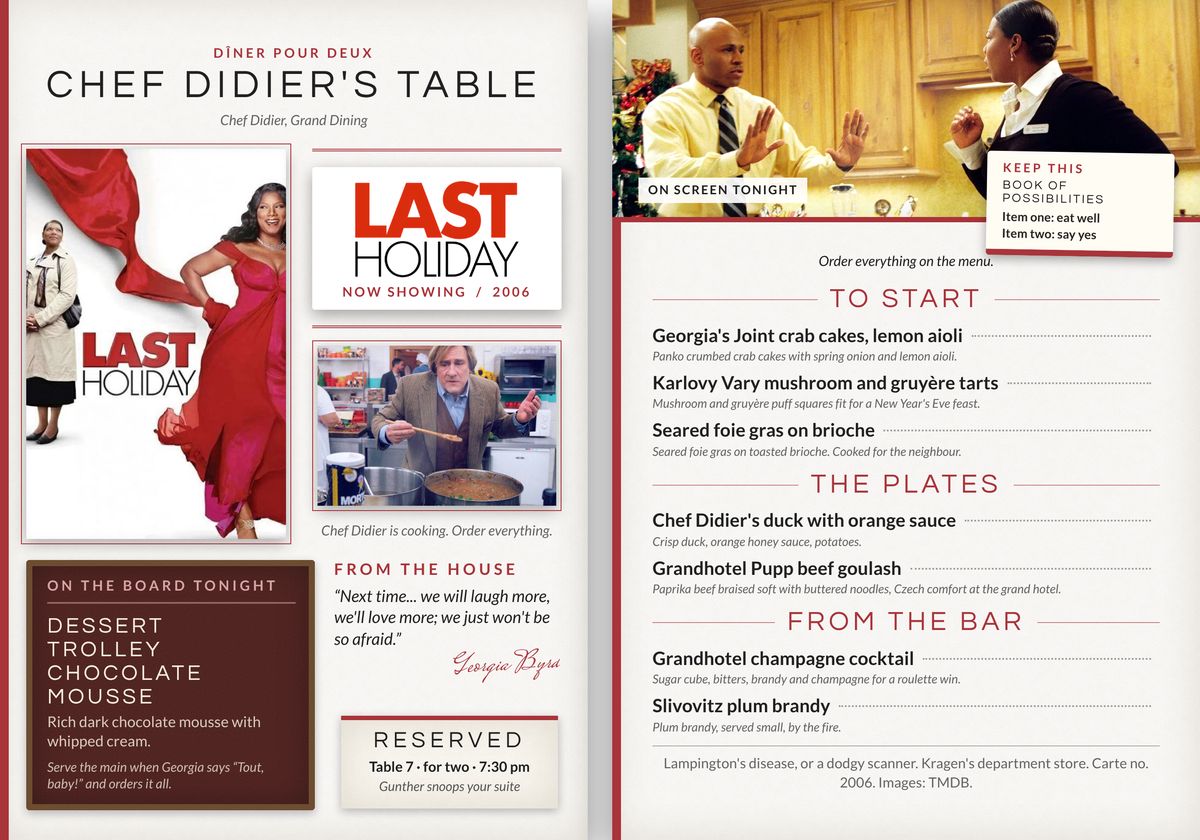 DÎNER POUR DEUX
CHEF DIDIER'S TABLE
Chef Didier, Grand Dining
LAST
HOLIDAY
LAST
HOLIDAY
NOW SHOWING / 2006
MOR
Chef Didier is cooking. Order everything.
ON THE BOARD TONIGHT
DESSERT
TROLLEY
CHOCOLATE
MOUSSE
Rich dark chocolate mousse with
whipped cream.
Serve the main when Georgia says “Tout,
baby!” and orders it all.
FROM THE HOUSE
“Next time... we will laugh more,
we'll love more; we just won't be
so afraid.”
Georgia Byrd
RESERVED
Table 7 · for two · 7:30 pm
Gunther snoops your suite
ON SCREEN TONIGHT
KEEP THIS
BOOK OF
POSSIBILITIES
Item one: eat well
Item two: say yes
Order everything on the menu.
TO START
Georgia's Joint crab cakes, lemon aioli
Panko crumbed crab cakes with spring onion and lemon aioli.
Karlovy Vary mushroom and gruyère tarts
Mushroom and gruyère puff squares fit for a New Year's Eve feast.
Seared foie gras on brioche
Seared foie gras on toasted brioche. Cooked for the neighbour.
THE PLATES
Chef Didier's duck with orange sauce
Crisp duck, orange honey sauce, potatoes.
Grandhotel Pupp beef goulash
Paprika beef braised soft with buttered noodles, Czech comfort at the grand hotel.
FROM THE BAR
Grandhotel champagne cocktail
Sugar cube, bitters, brandy and champagne for a roulette win.
Slivovitz plum brandy
Plum brandy, served small, by the fire.
Lampington's disease, or a dodgy scanner. Kragen's department store. Carte no.
2006. Images: TMDB.